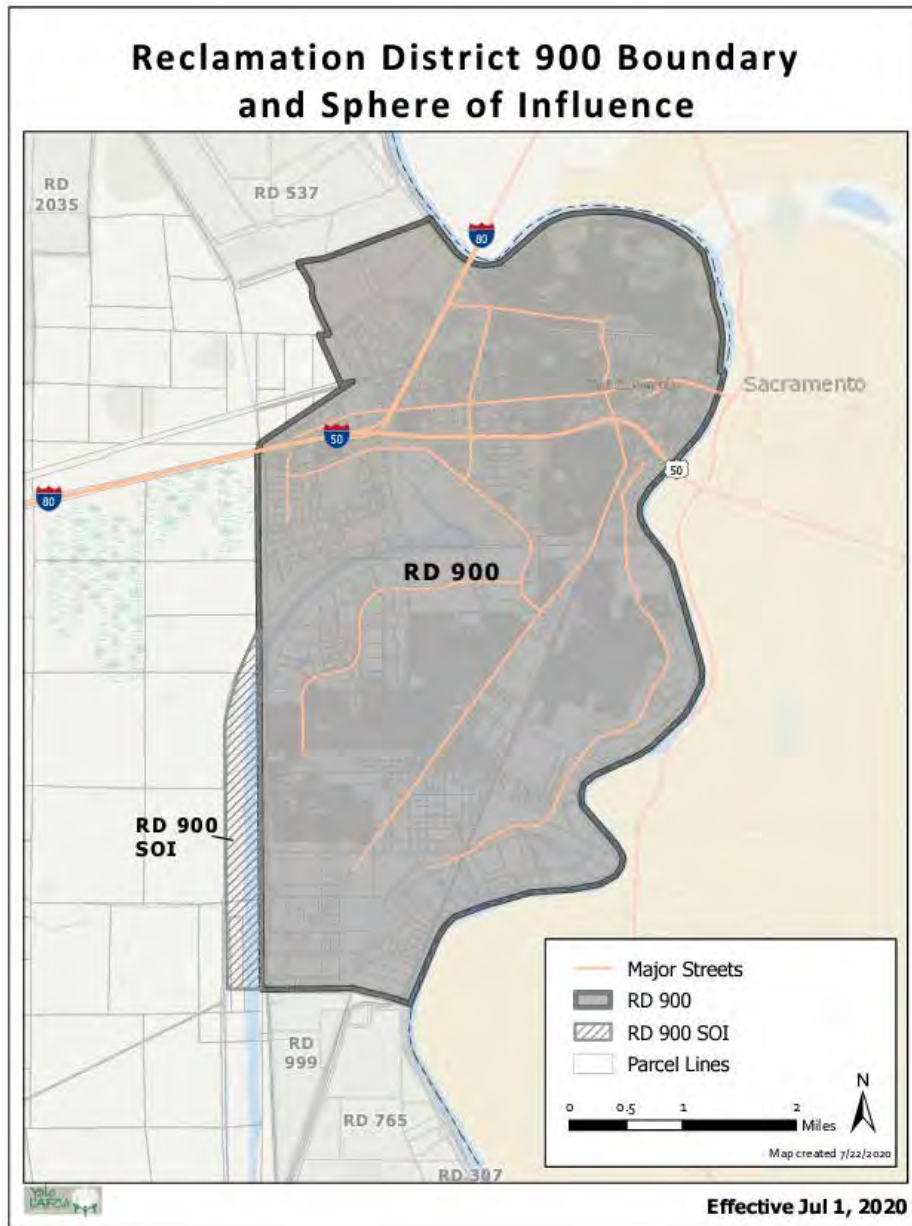 Reclamation District 900 Boundary
and Sphere of Influence
RD
2035
RD 537
80
Sacramento
50
50
80
RD 900
RD 900
SOI
Major Streets
RD 900
RD 900 SOI
Parcel Lines
RD
999
N
0 0.5 1 2
Miles
RD 765
Map created 7/22/2020
RD 307
Yolo
LAFCo
Effective Jul 1, 2020